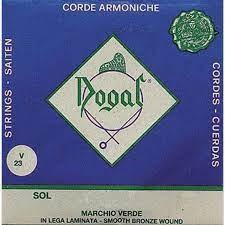 CORDE ARMONICHE
STRINGS - SAITEN
CORDES - CUERDAS
Dogal
®
V
23
SOL
MARCHIO VERDE
IN LEGA LAMINATA - SMOOTH BRONZE WOUND